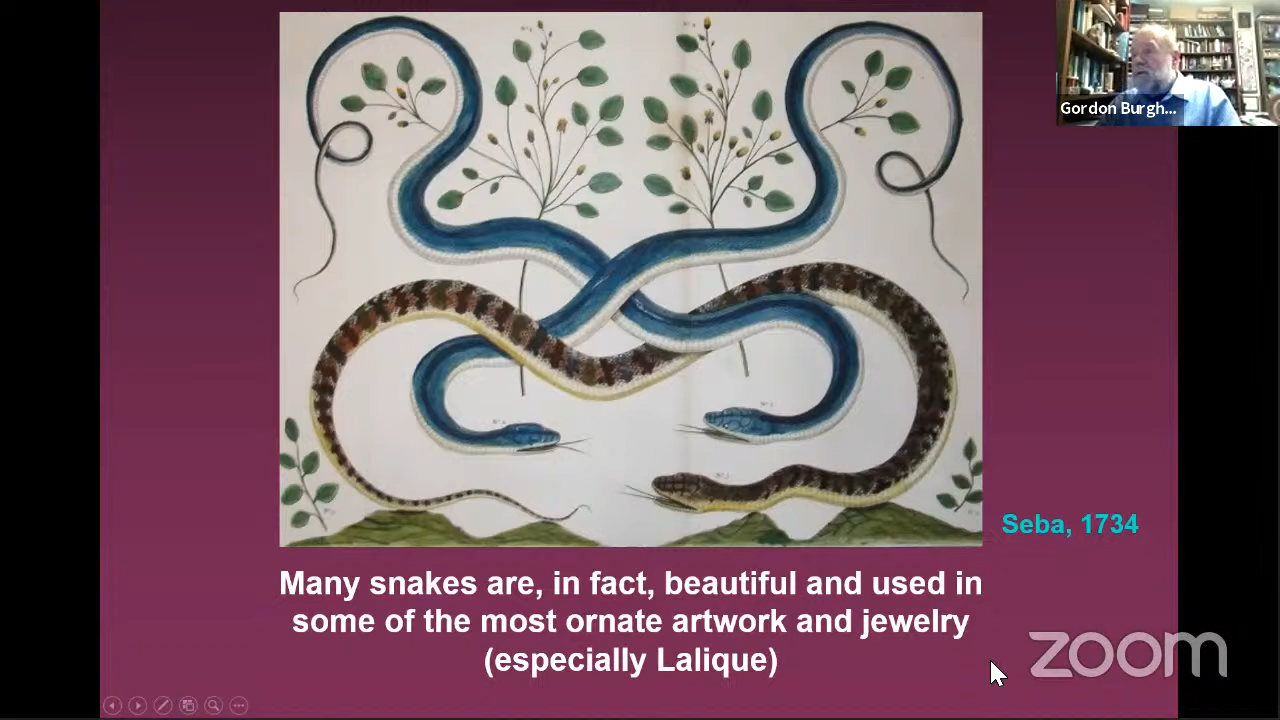 Gordon Burgh...
Seba, 1734
Many snakes are, in fact, beautiful and used in
some of the most ornate artwork and jewelry
(especially Lalique)
zoom